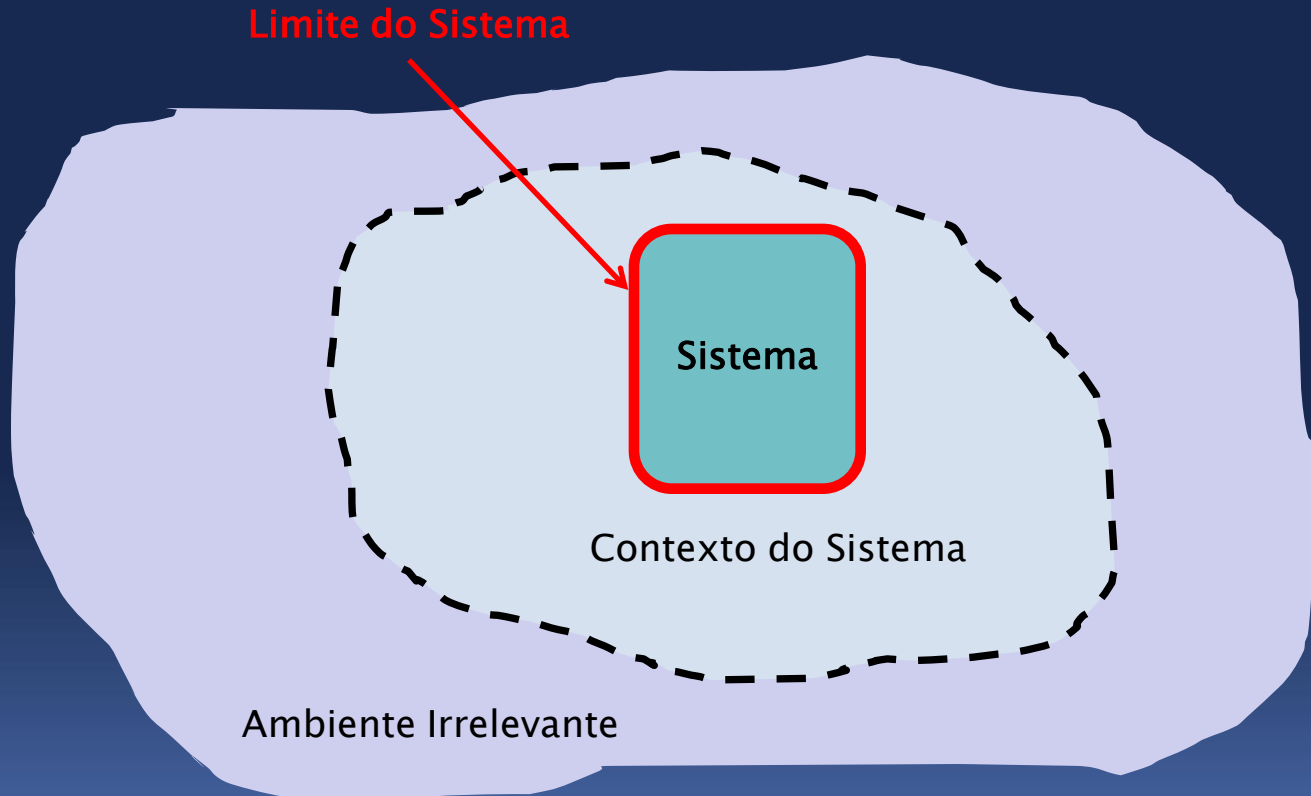 Limite do Sistema
Sistema
Contexto do Sistema
Ambiente Irrelevante